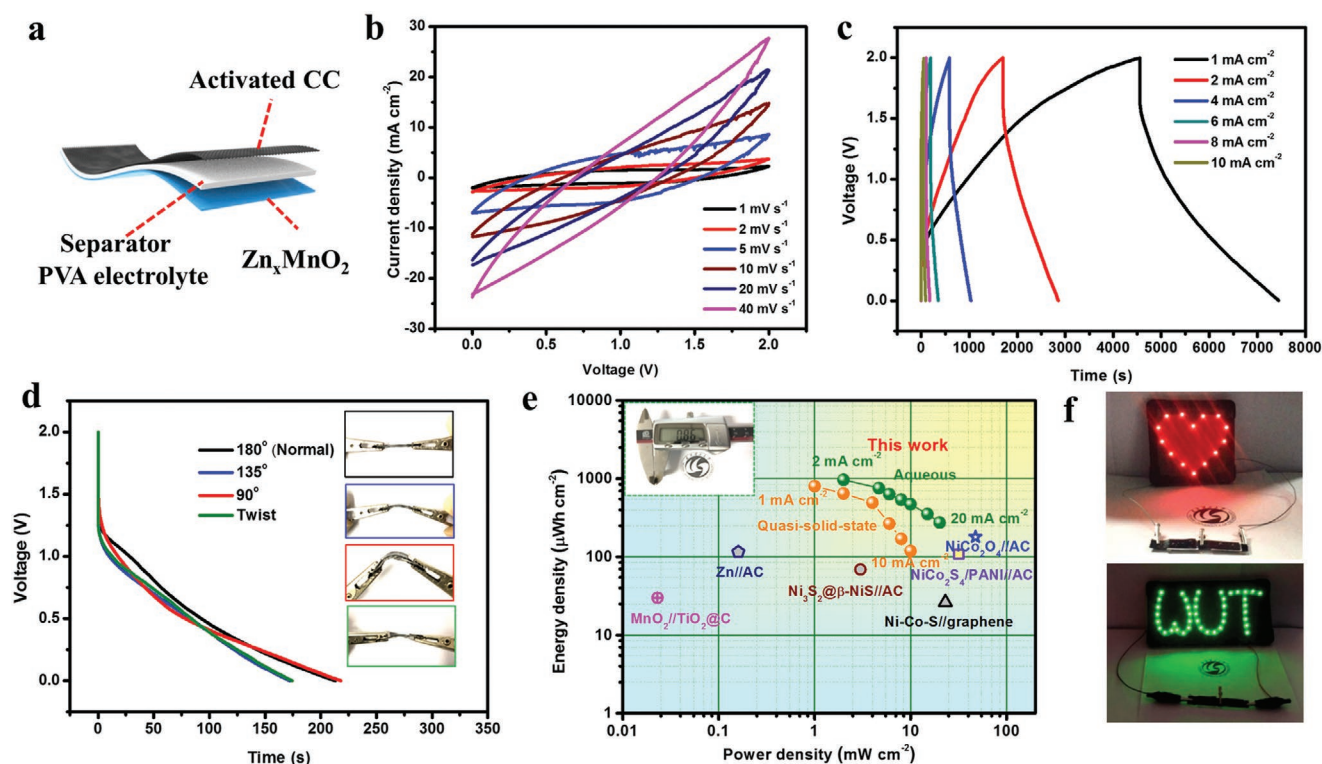 a
Activated CC
Separator
PVA electrolyte
ZnₓMnO₂
b
Current density (mA cm⁻²)
30
20
10
0
-10
-20
-30
0.0 0.5 1.0 1.5 2.0
Voltage (V)
1 mV s⁻¹
2 mV s⁻¹
5 mV s⁻¹
10 mV s⁻¹
20 mV s⁻¹
40 mV s⁻¹
c
Voltage (V)
2.0
1.5
1.0
0.5
0.0
0 1000 2000 3000 4000 5000 6000 7000 8000
Time (s)
1 mA cm⁻²
2 mA cm⁻²
4 mA cm⁻²
6 mA cm⁻²
8 mA cm⁻²
10 mA cm⁻²
d
Voltage (V)
2.0
1.6
1.2
0.8
0.4
0.0
0 50 100 150 200 250 300 350
Time (s)
180° (Normal)
135°
90°
Twist
e
Energy density (μWh cm⁻²)
10000
1000
100
10
1
0.01 0.1 1 10 100
Power density (mW cm⁻²)
This work
2 mA cm⁻²
Aqueous
1 mA cm⁻²
Quasi-solid-state
20 mA cm⁻²
10 mA cm⁻²
NiCo₂O₄//AC
Zn//AC
NiCo₂S₄/PANI//AC
Ni₃S₂@β-NiS//AC
MnO₂//TiO₂@C
Ni-Co-S//graphene
f
WUT